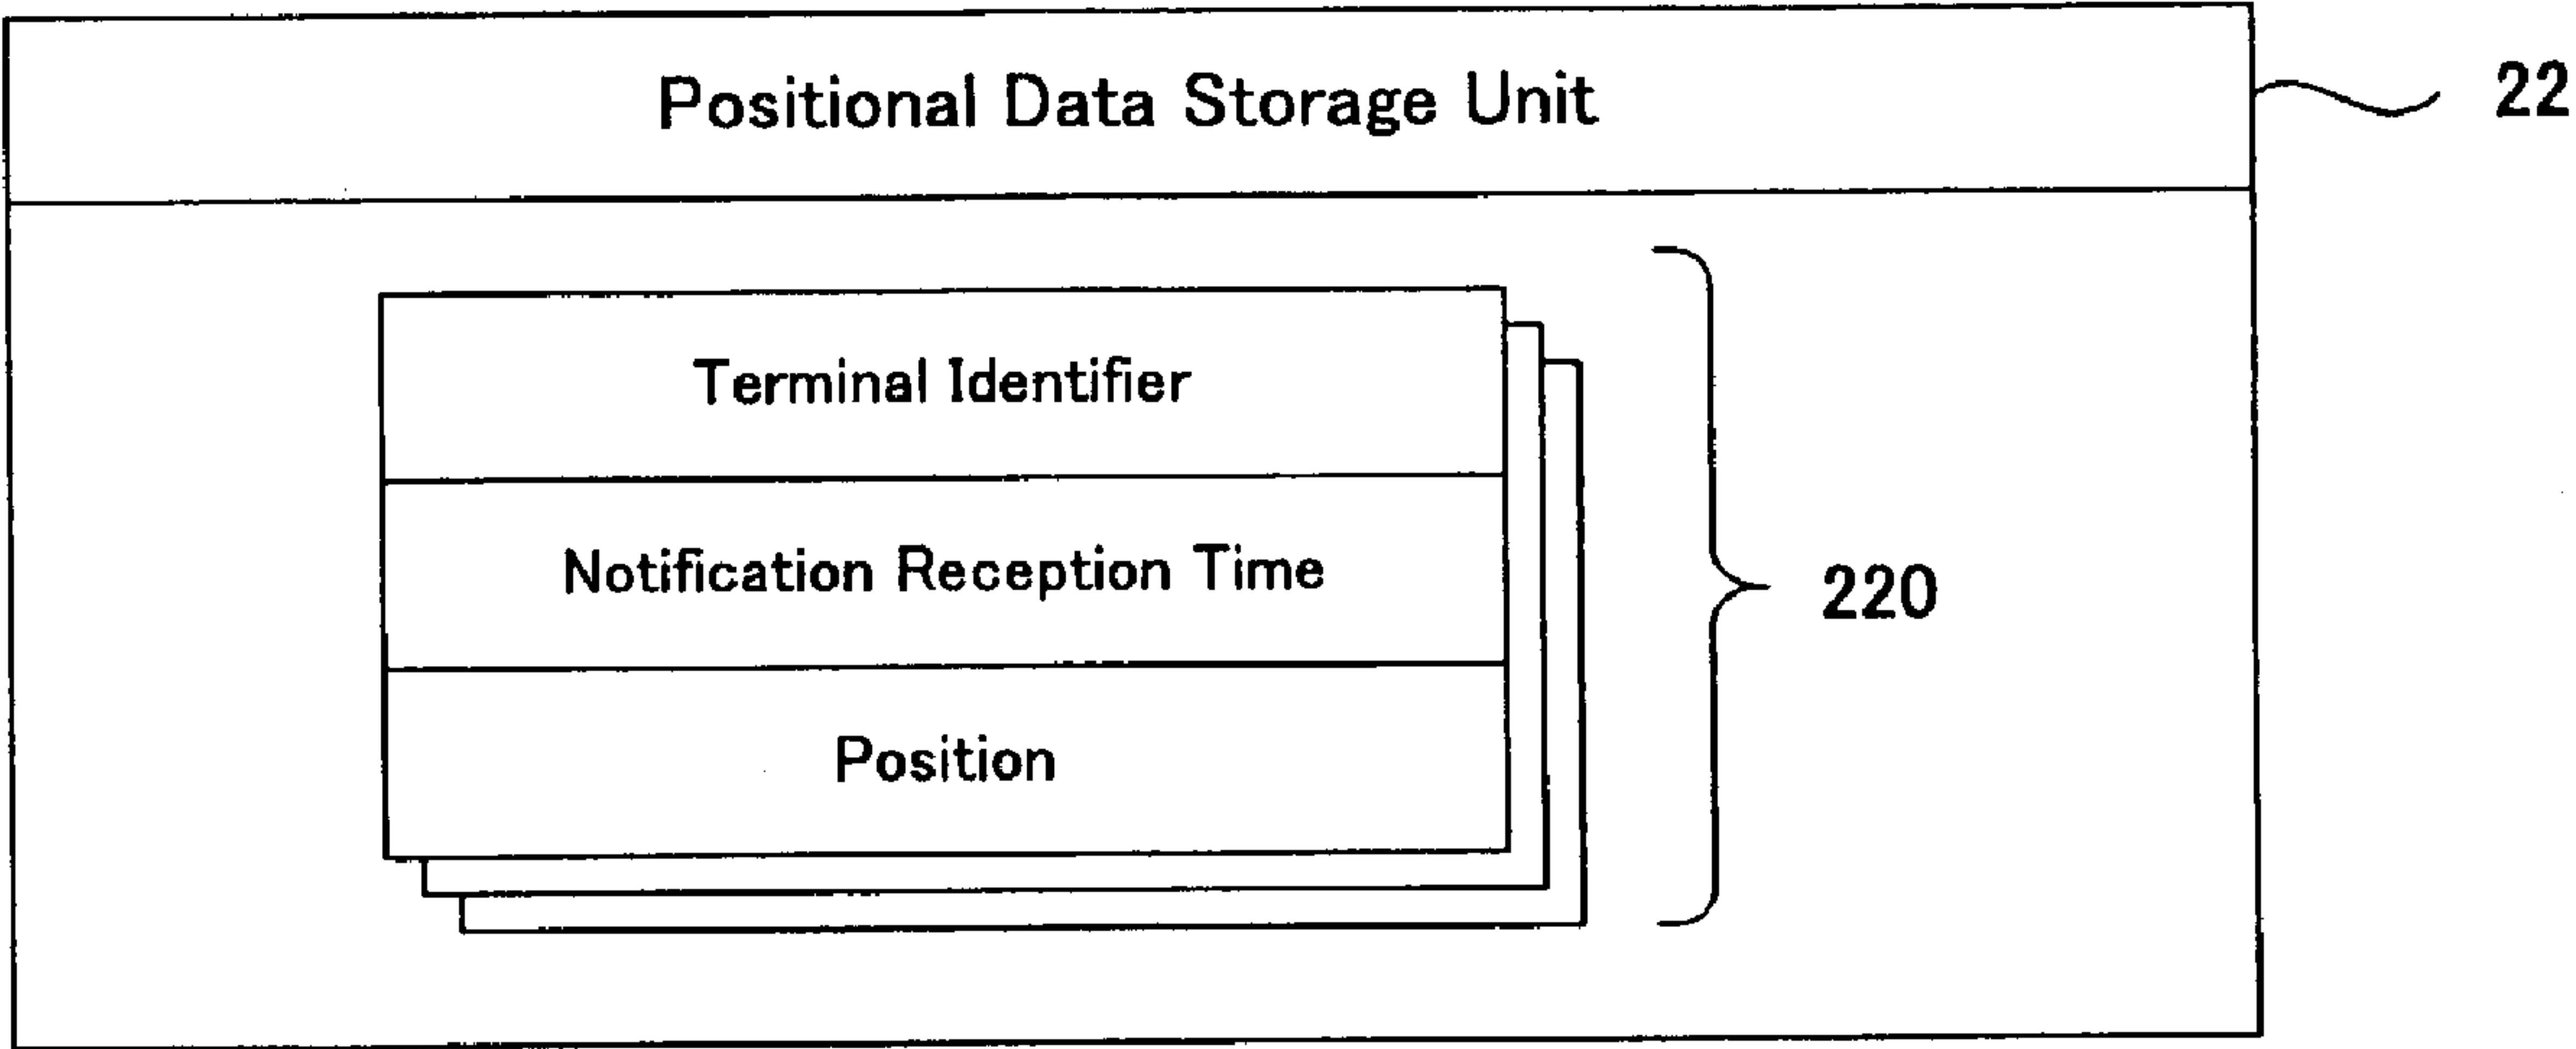 Positional Data Storage Unit
22
Terminal Identifier
Notification Reception Time
220
Position